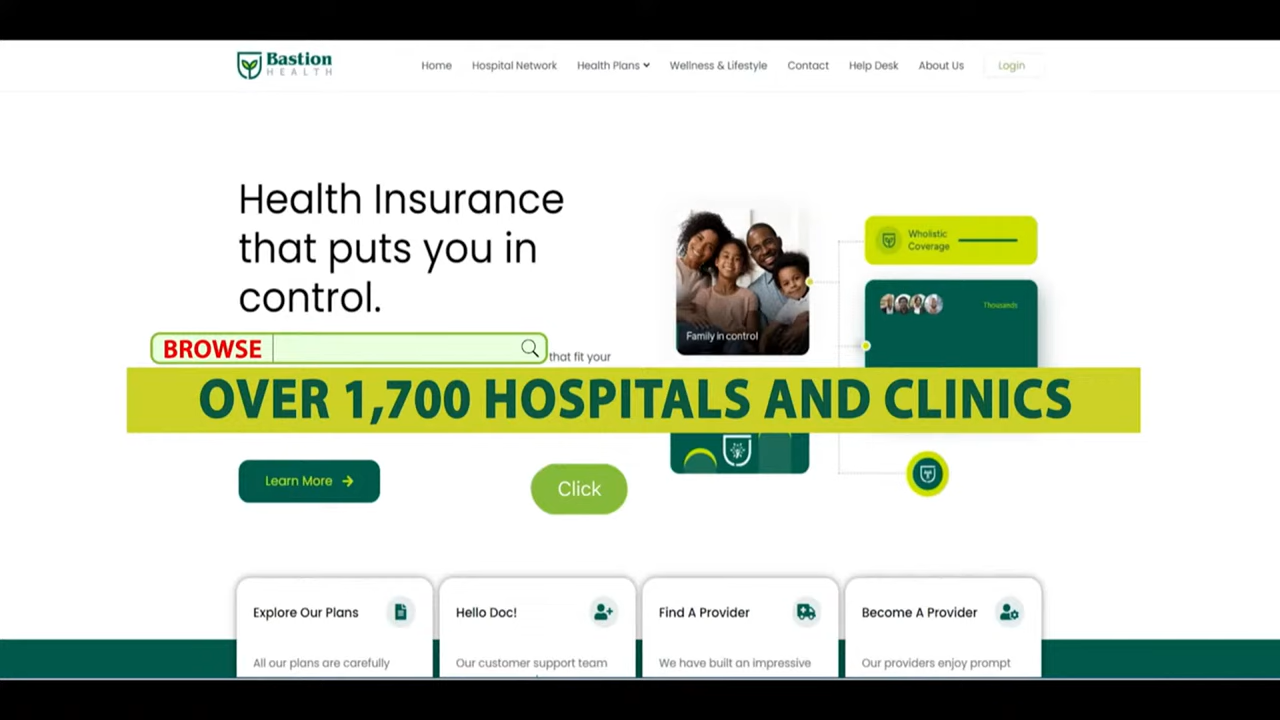 Bastion
HEALTH
Home
Hospital Network
Health Plans
Wellness & Lifestyle
Contact
Help Desk
About Us
Login
Health Insurance
that puts you in
control.
BROWSE
that fit your
OVER 1,700 HOSPITALS AND CLINICS
Learn More
Click
Family in control
Wholistic
Coverage
Thousands
Explore Our Plans
All our plans are carefully
Hello Doc!
Our customer support team
Find A Provider
We have built an impressive
Become A Provider
Our providers enjoy prompt